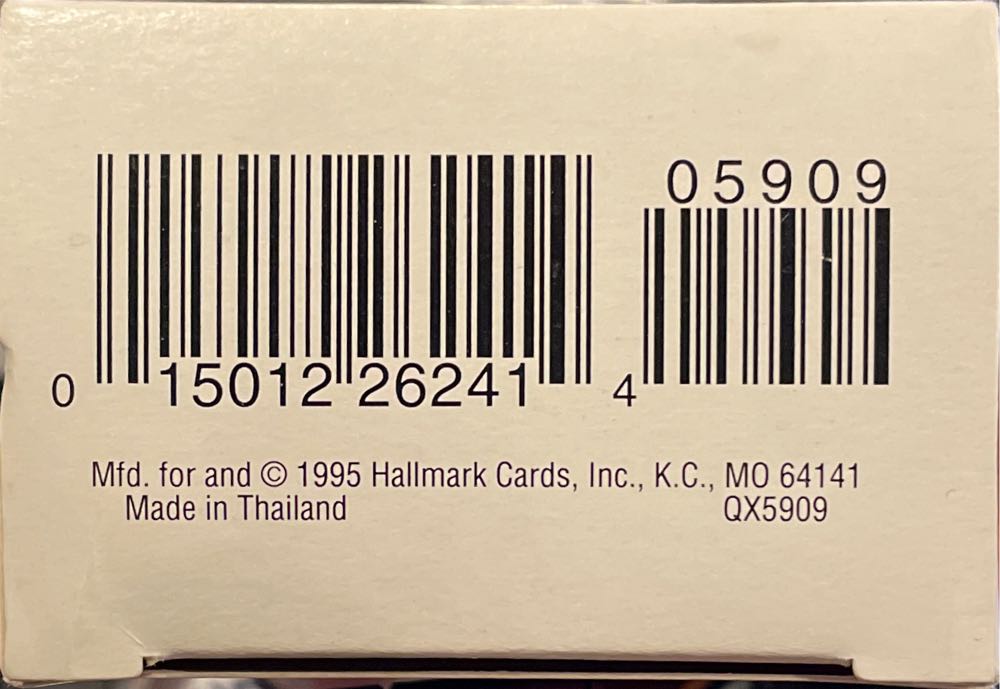 05909
0 15012 26241 4
Mfd. for and © 1995 Hallmark Cards, Inc., K.C., MO 64141
Made in Thailand QX5909